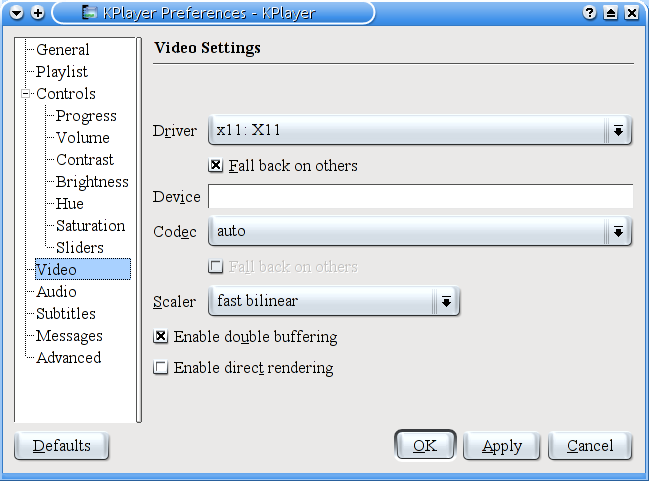 KPlayer Preferences - KPlayer
General
Playlist
Controls
Progress
Volume
Contrast
Brightness
Hue
Saturation
Sliders
Video
Audio
Subtitles
Messages
Advanced
Video Settings
Driver x11: X11
Fall back on others
Device
Codec auto
Fall back on others
Scaler fast bilinear
Enable double buffering
Enable direct rendering
Defaults OK Apply Cancel